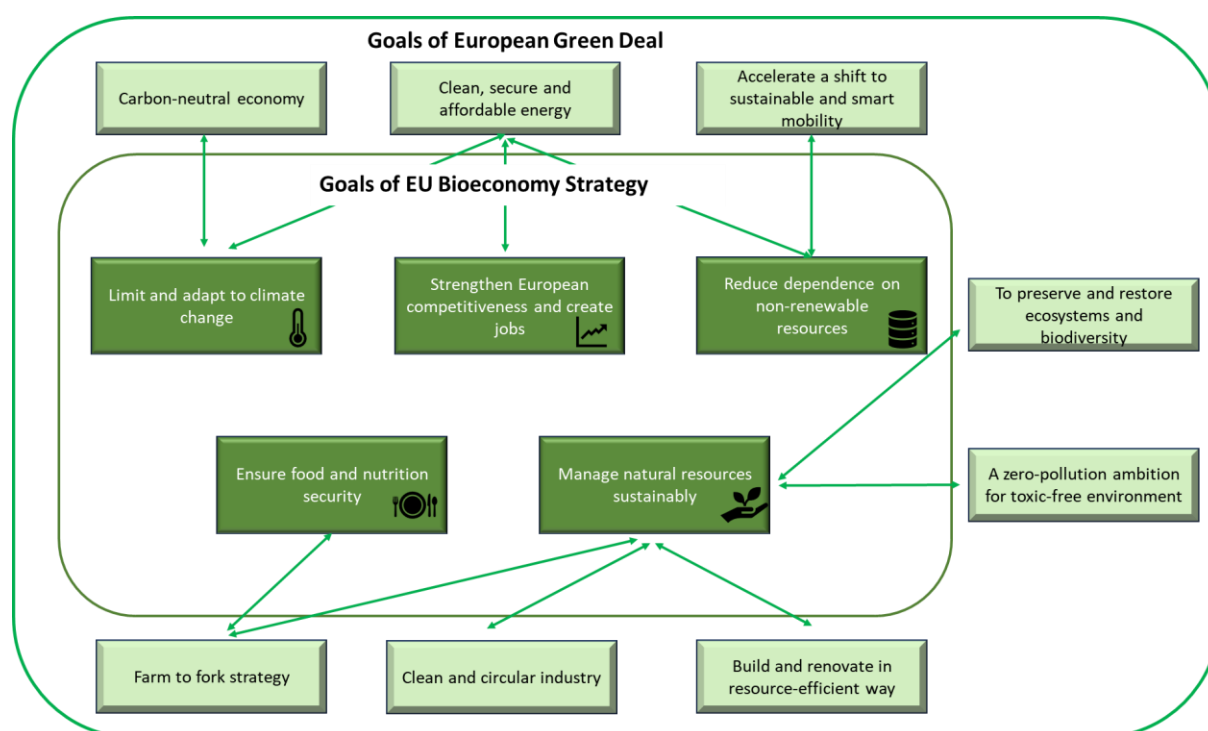 Goals of European Green Deal
Carbon-neutral economy
Clean, secure and
affordable energy
Accelerate a shift to
sustainable and smart
mobility
Goals of EU Bioeconomy Strategy
Limit and adapt to climate
change
Strengthen European
competitiveness and create
jobs
Reduce dependence on
non-renewable
resources
To preserve and restore
ecosystems and
biodiversity
Ensure food and nutrition
security
Manage natural resources
sustainably
A zero-pollution ambition
for toxic-free environment
Farm to fork strategy
Clean and circular industry
Build and renovate in
resource-efficient way